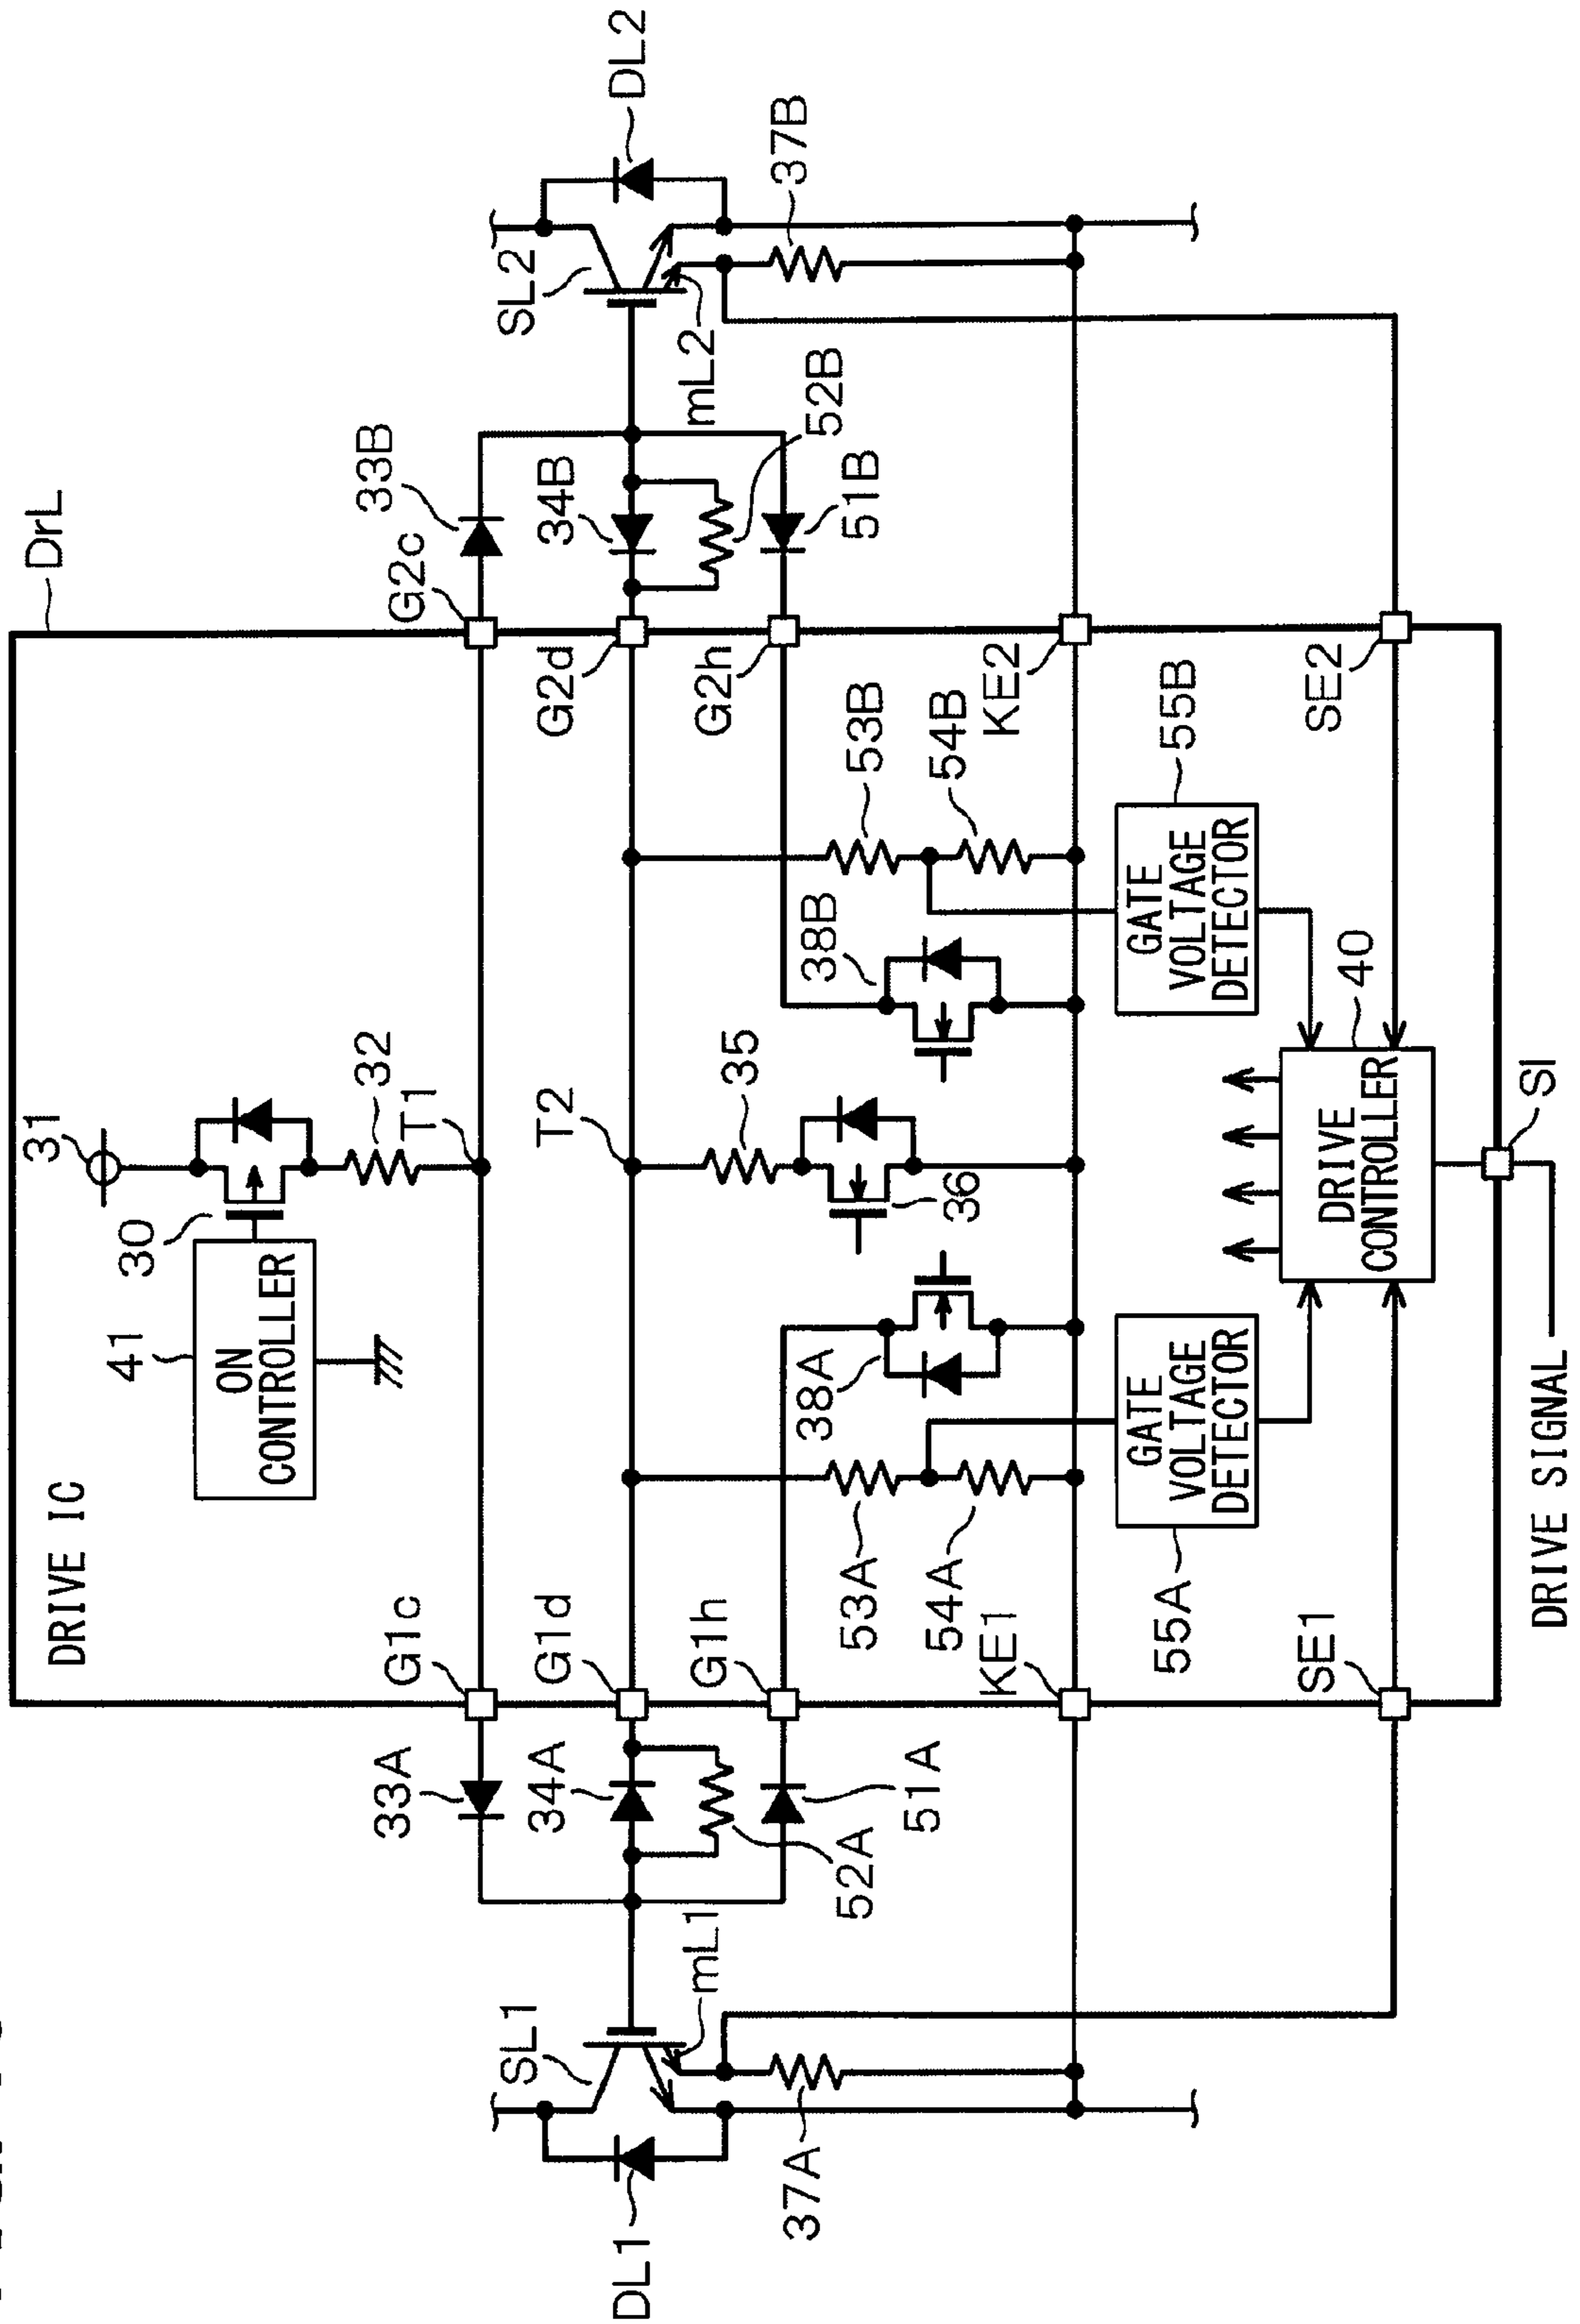 DRIVE IC
DrL
31
30
41
ON
CONTROLLER
32
T1
G1c
G2c
33A
33B
T2
G1d
G2d
34A
34B
SL1
SL2
DL1
DL2
mL1
mL2
52A
52B
G1h
G2h
51A
51B
35
36
38A
38B
53A
53B
54A
54B
37A
37B
KE1
KE2
GATE
VOLTAGE
DETECTOR
55A
GATE
VOLTAGE
DETECTOR
55B
DRIVE
CONTROLLER
40
SE1
SE2
SI
DRIVE SIGNAL